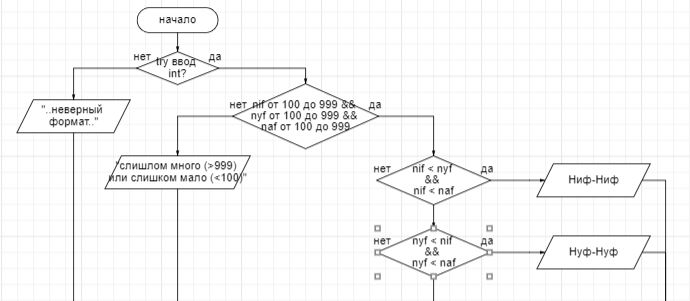 начало
нет
try ввод
да
int?
"..неверный
формат.."
нет
nif от 100 до 999 &&
да
nyf от 100 до 999 &&
naf от 100 до 999
"слишлом много (>999)
или слишком мало (<100)"
нет
nif < nyf
да
&&
nif < naf
Ниф-Ниф
нет
nyf < nif
да
&&
nyf < naf
Нуф-Нуф